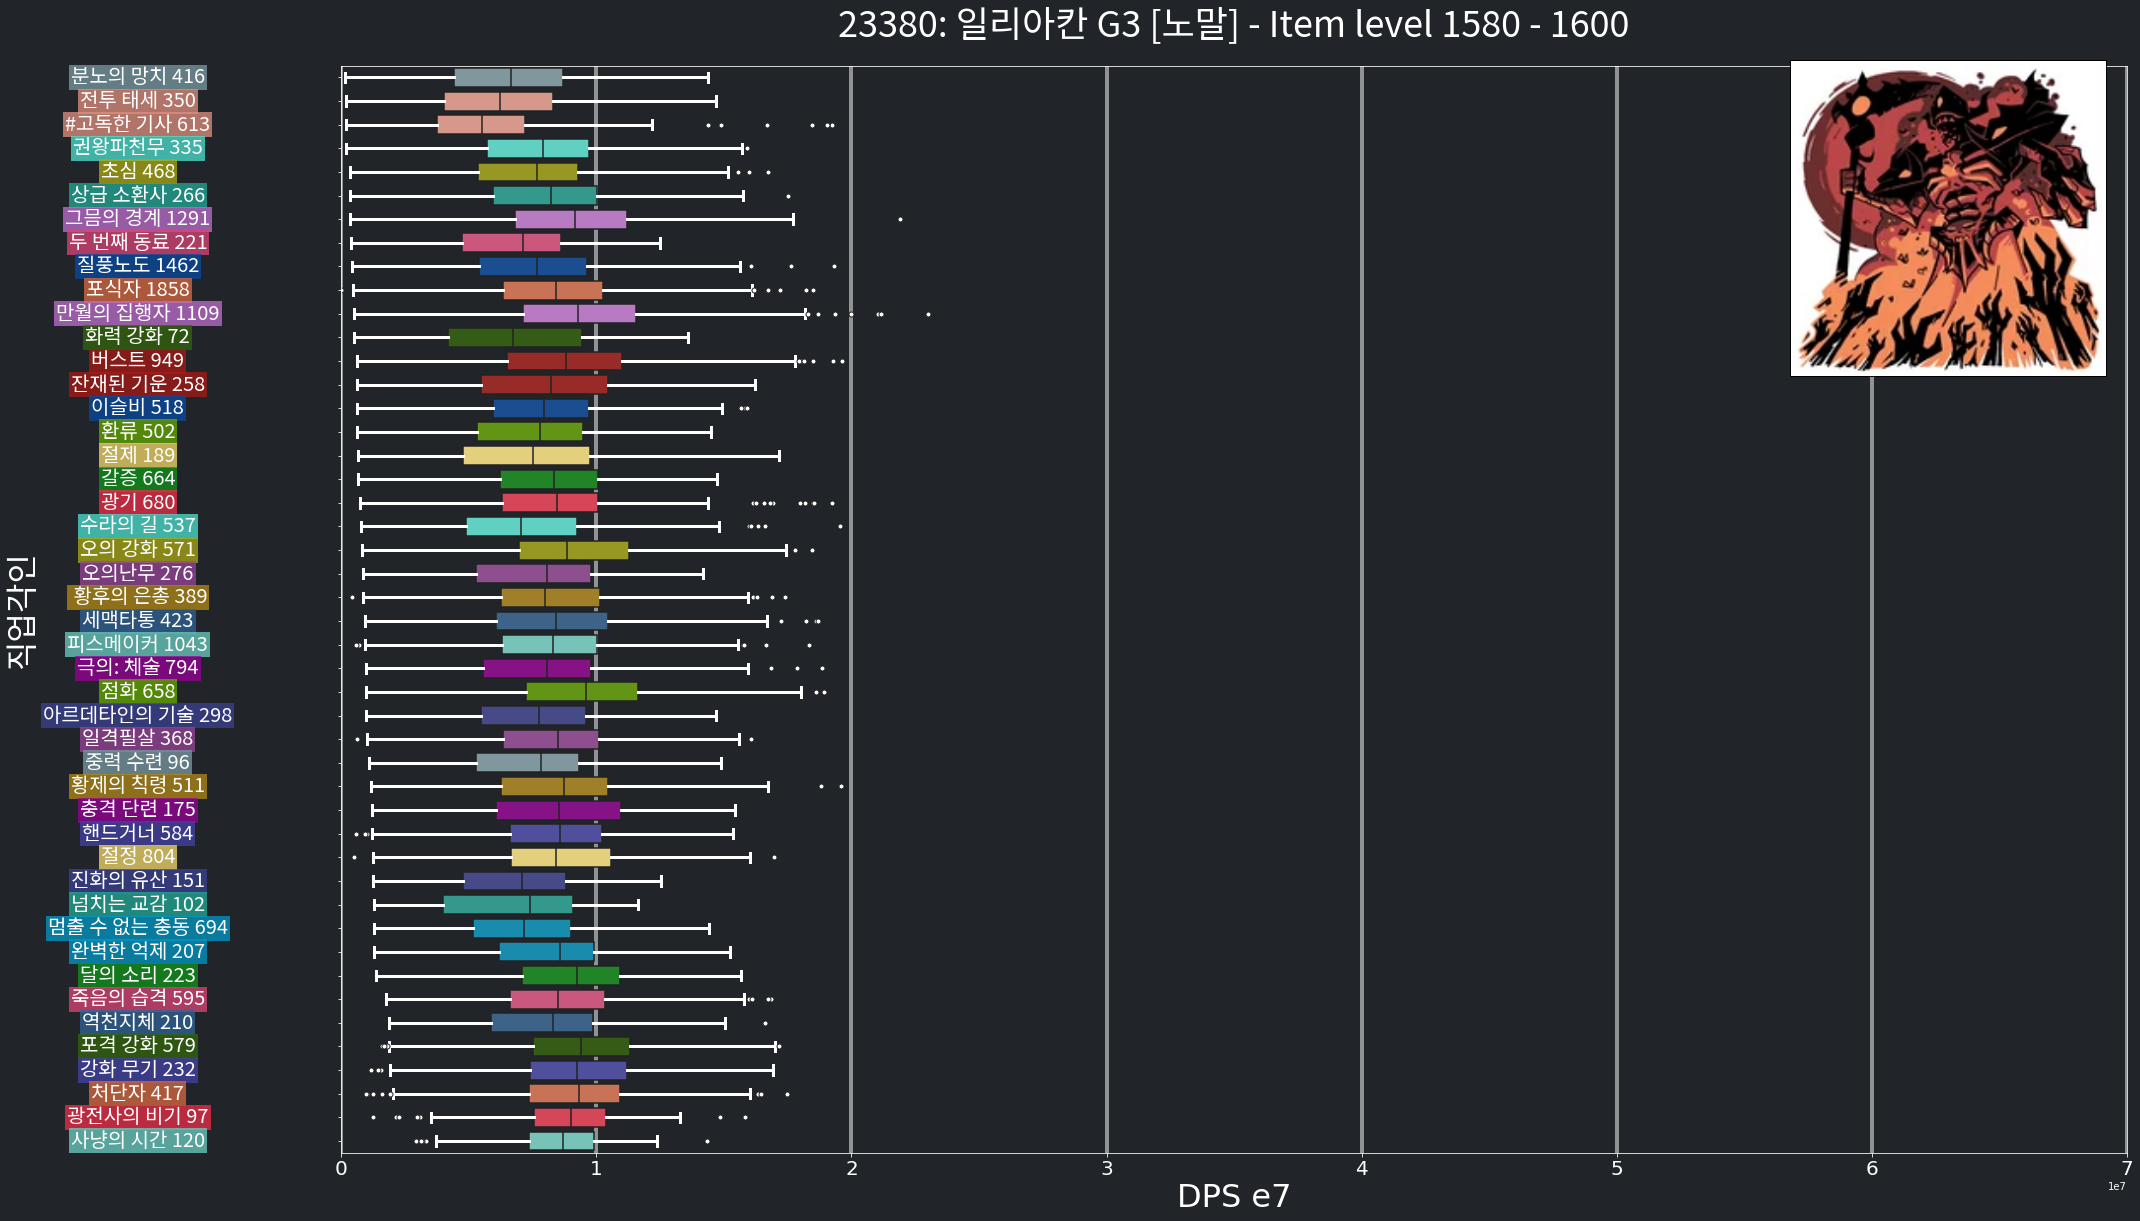 23380: 일리아칸 G3 [노말] - Item level 1580 - 1600
직업각인
분노의 망치 416
전투 태세 350
#고독한 기사 613
권왕파천무 335
초심 468
상급 소환사 266
그믐의 경계 1291
두 번째 동료 221
질풍노도 1462
포식자 1858
만월의 집행자 1109
화력 강화 72
버스트 949
잔재된 기운 258
이슬비 518
환류 502
절제 189
갈증 664
광기 680
수라의 길 537
오의 강화 571
오의난무 276
황후의 은총 389
세맥타통 423
피스메이커 1043
극의: 체술 794
점화 658
아르데타인의 기술 298
일격필살 368
중력 수련 96
황제의 칙령 511
충격 단련 175
핸드거너 584
절정 804
진화의 유산 151
넘치는 교감 102
멈출 수 없는 충동 694
완벽한 억제 207
달의 소리 223
죽음의 습격 595
역천지체 210
포격 강화 579
강화 무기 232
처단자 417
광전사의 비기 97
사냥의 시간 120
0 1 2 3 4 5 6 7
1e7
DPS e7